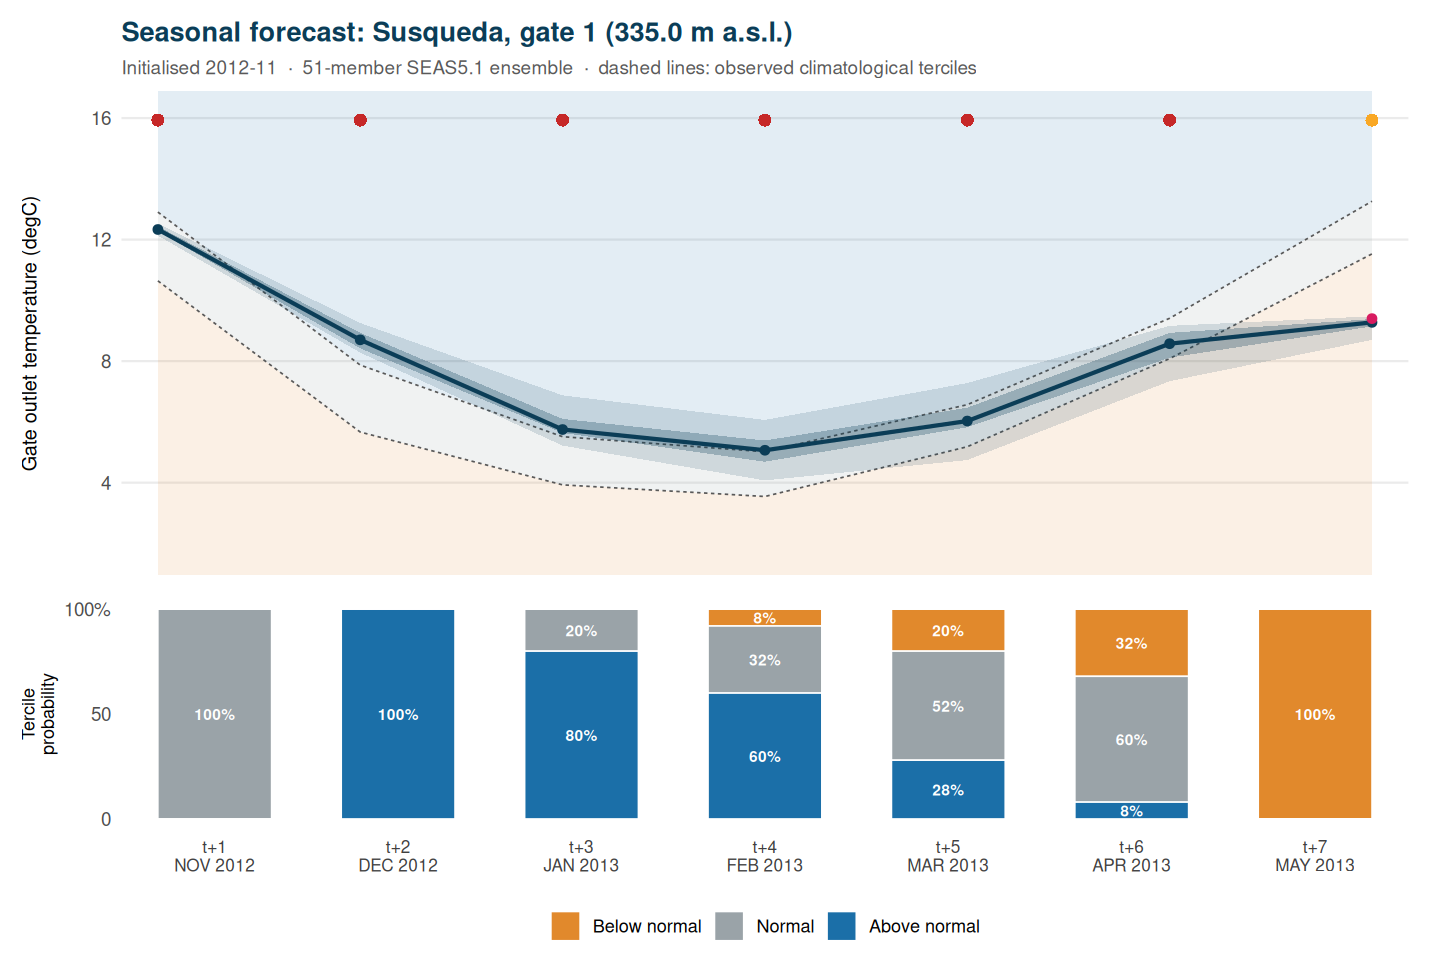 Seasonal forecast: Susqueda, gate 1 (335.0 m a.s.l.)
Initialised 2012-11 · 51-member SEAS5.1 ensemble · dashed lines: observed climatological terciles
Gate outlet temperature (degC)
16
12
8
4
Tercile
probability
100%
50
0
100%
100%
20%
80%
8%
32%
60%
20%
52%
28%
32%
60%
8%
100%
t+1
NOV 2012
t+2
DEC 2012
t+3
JAN 2013
t+4
FEB 2013
t+5
MAR 2013
t+6
APR 2013
t+7
MAY 2013
Below normal
Normal
Above normal